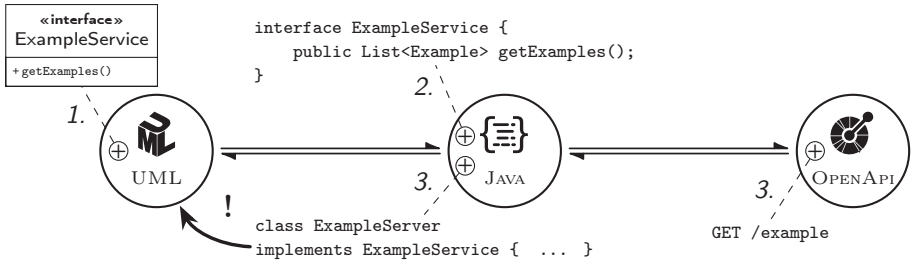 «interface»
ExampleService
+ getExamples()
interface ExampleService {
public List<Example> getExamples();
}
1.
2.
UML
UML
{ }
JAVA
3.
3.
OPENAPI
!
class ExampleServer
implements ExampleService { ... }
GET /example